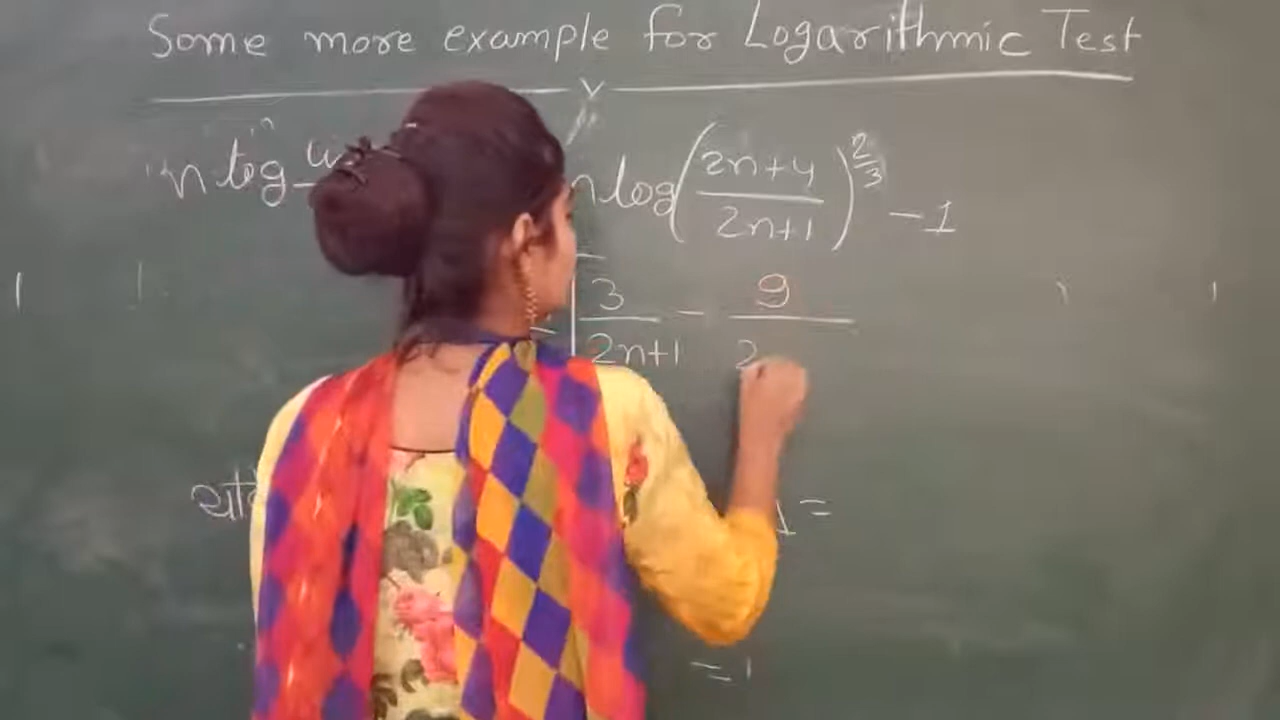 Some more example for Logarithmic Test
n log n log(2n+4/2n+1)^2/3 - 1
3/2n+1 - 9/2
=
= 1